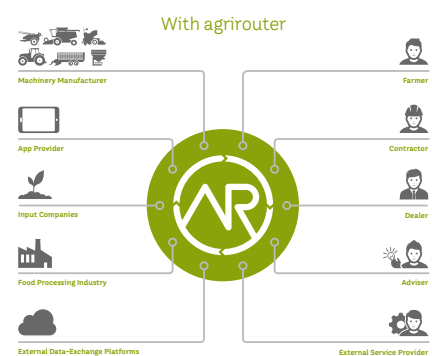 With agrirouter
Machinery Manufacturer
Farmer
App Provider
Contractor
AR
Input Companies
Dealer
Food Processing Industry
Adviser
External Data-Exchange Platforms
External Service Provider